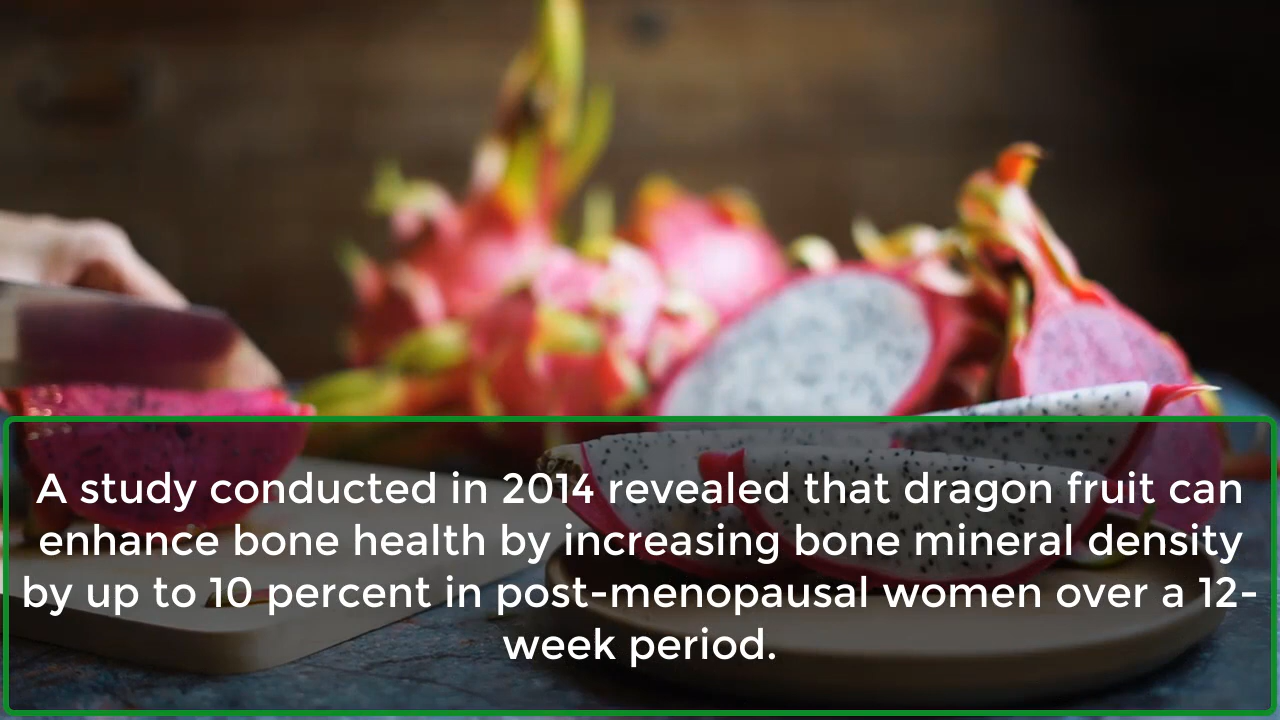 A study conducted in 2014 revealed that dragon fruit can
enhance bone health by increasing bone mineral density
by up to 10 percent in post-menopausal women over a 12-
week period.